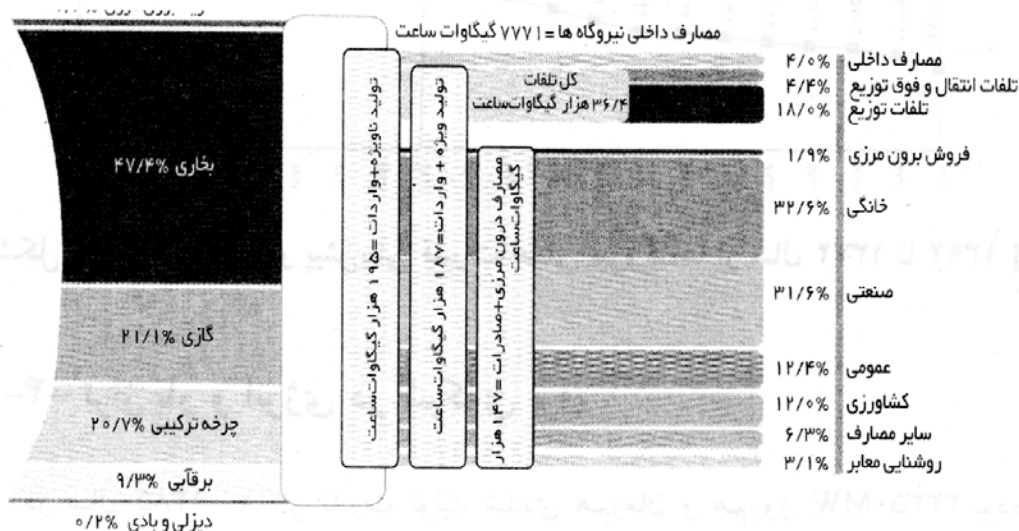 مصارف داخلی نیروگاه ها=۷۷۷۱ گیگاوات ساعت
۴/۰% مصارف داخلی
۴/۴% تلفات انتقال و فوق توزیع
۱۸/۰% تلفات توزیع
کل تلفات
۳۶/۴ هزار گیگاوات‌ساعت
۱/۹% فروش برون مرزی
۳۲/۶% خانگی
۳۱/۶% صنعتی
۱۲/۴% عمومی
۱۲/۰% کشاورزی
۶/۳% سایر مصارف
۳/۱% روشنایی معابر
مصارف درون مرزی+صادرات =۱۴۷ هزار
گیگاوات‌ساعت
تولید ویژه + واردات=۱۸۷ هزار گیگاوات‌ساعت
تولید ناویژه+واردات=۱۹۵ هزار گیگاوات‌ساعت
بخاری ۴۷/۴%
گازی ۲۱/۱%
چرخه ترکیبی ۲۰/۷%
برقآبی ۹/۳%
دیزلی و بادی ۰/۲%